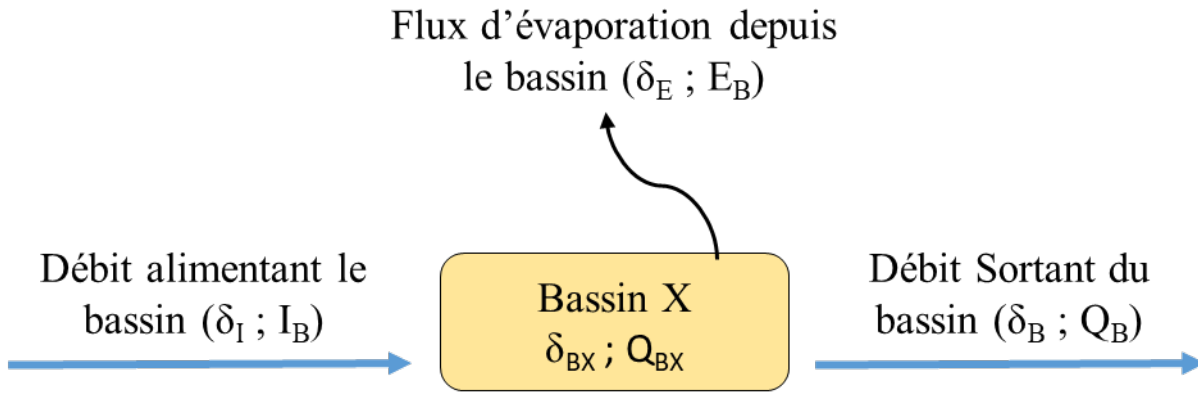 Flux d’évaporation depuis
le bassin (δE ; EB)
Débit alimentant le
bassin (δI ; IB)
Bassin X
δBX ; QBX
Débit Sortant du
bassin (δB ; QB)